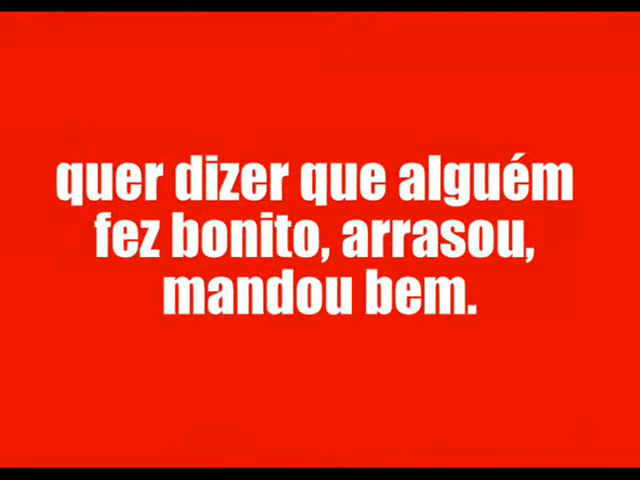 quer dizer que alguém
fez bonito, arrasou,
mandou bem.